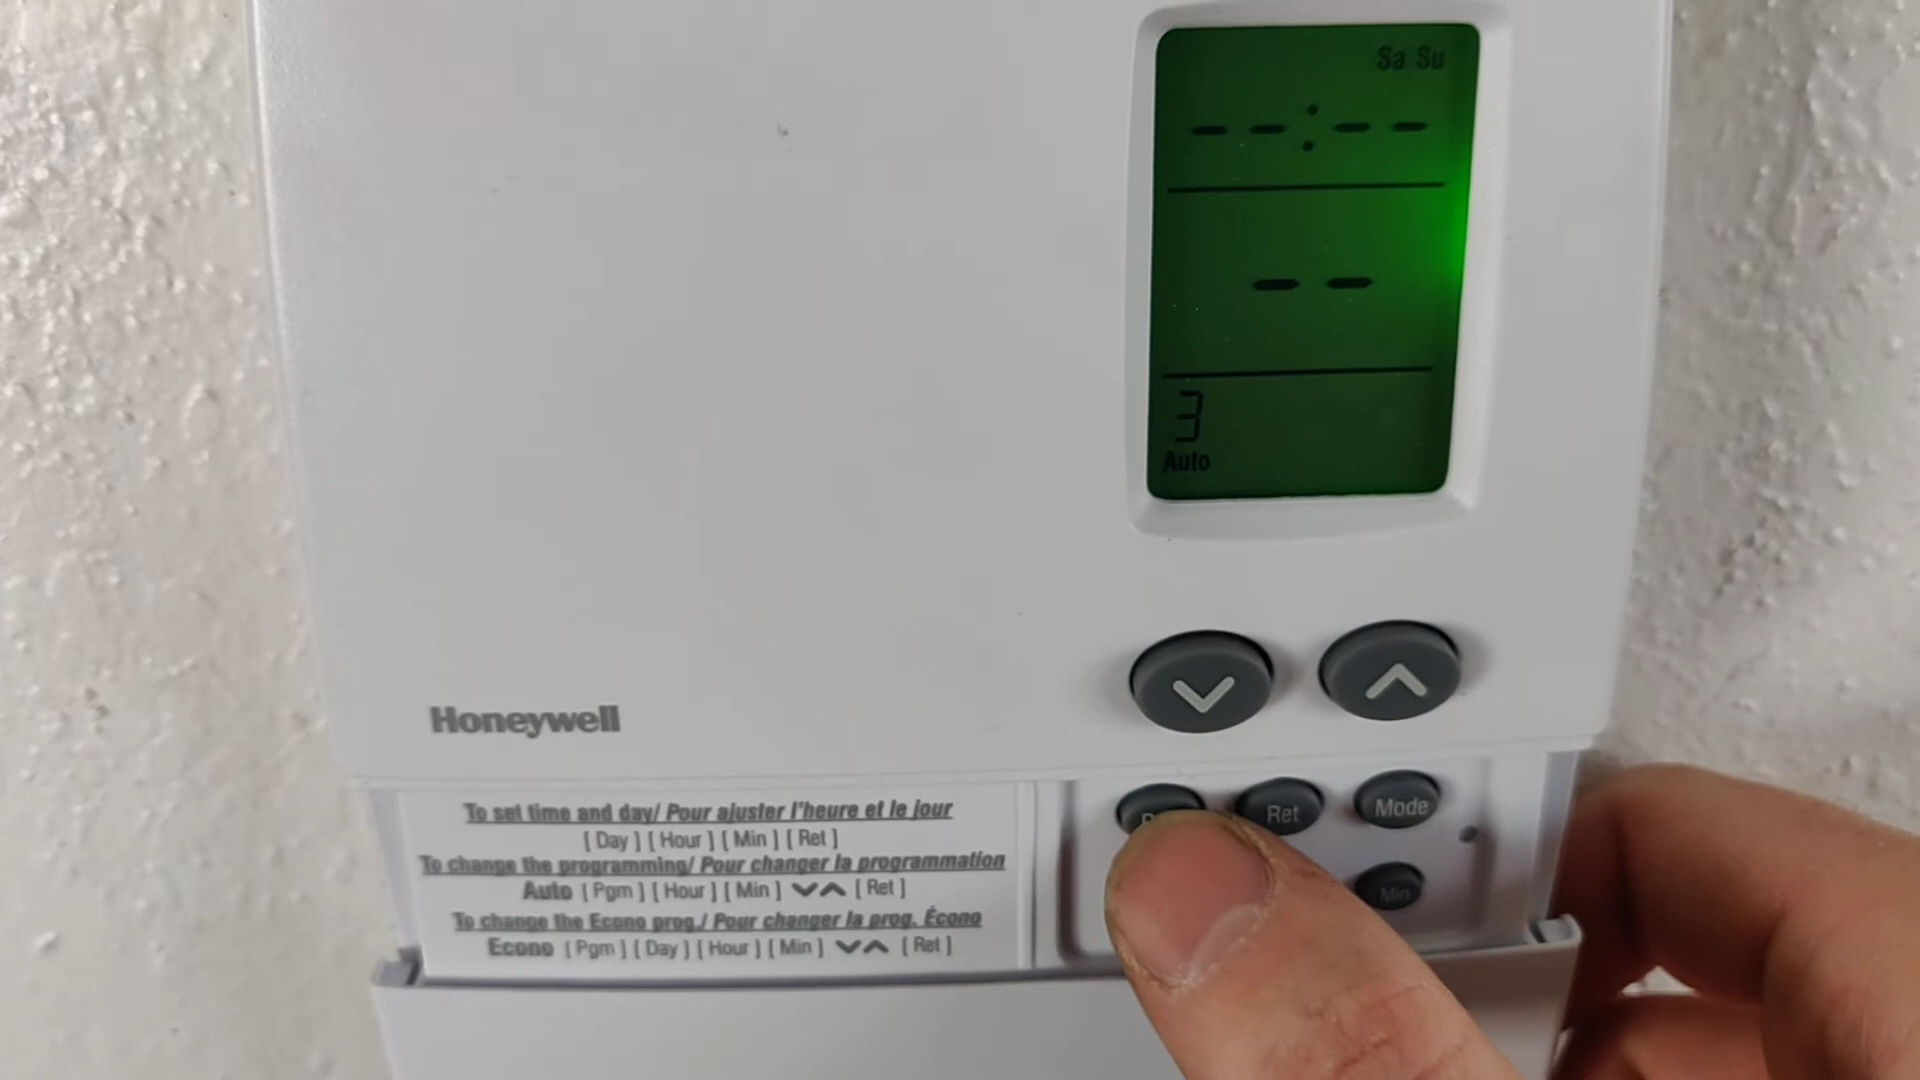 Sa Su
--:--
--
3
Auto
Honeywell
Ret
Mode
Min
To set time and day/ Pour ajuster l'heure et le jour
[ Day ] [ Hour ] [ Min ] [ Ret ]
To change the programming/ Pour changer la programmation
Auto [ Pgm ] [ Hour ] [ Min ] [ Ret ]
To change the Econo prog./ Pour changer la prog. Écono
Econo [ Pgm ] [ Day ] [ Hour ] [ Min ] [ Ret ]